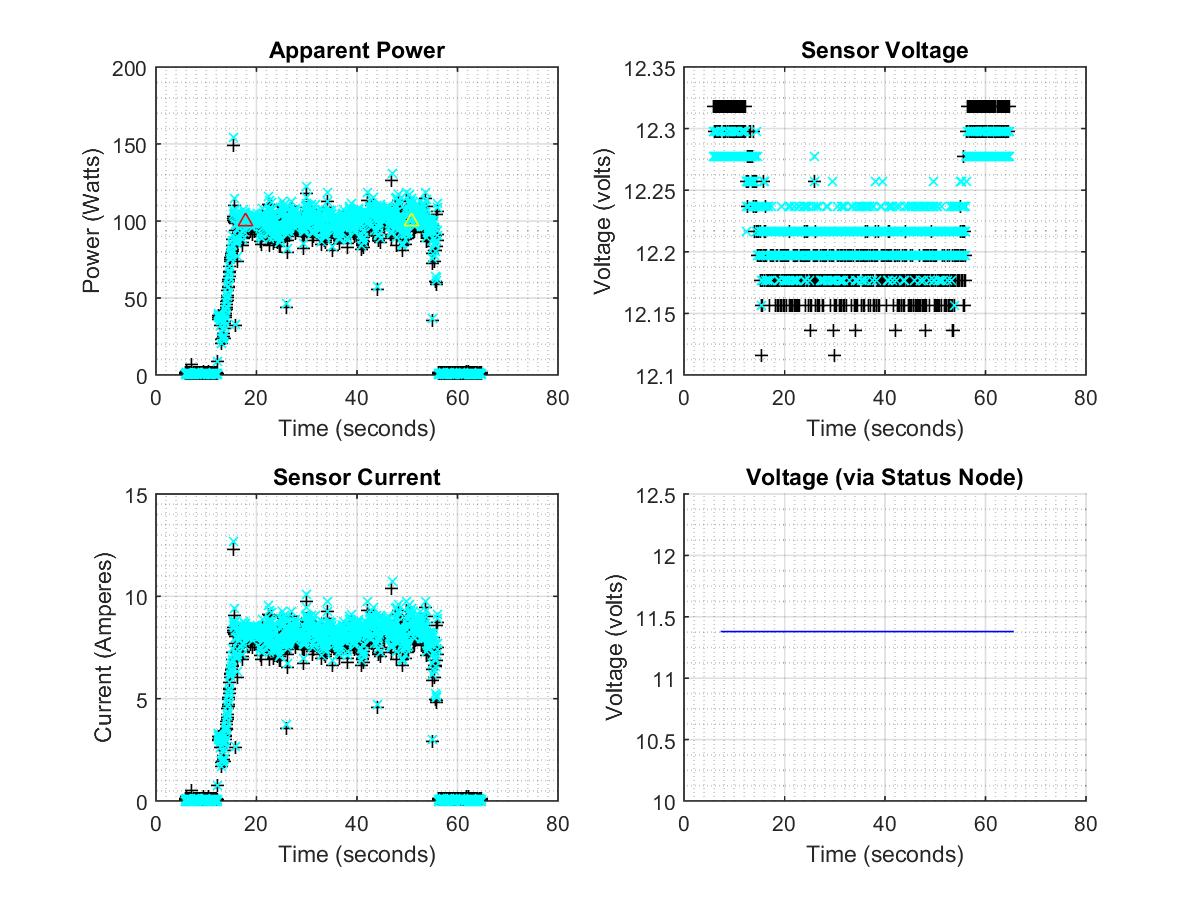 Apparent Power
200
150
100
50
0
Power (Watts)
0 20 40 60 80
Time (seconds)
Sensor Voltage
12.35
12.3
12.25
12.2
12.15
12.1
Voltage (volts)
0 20 40 60 80
Time (seconds)
Sensor Current
15
10
5
0
Current (Amperes)
0 20 40 60 80
Time (seconds)
Voltage (via Status Node)
12.5
12
11.5
11
10.5
10
Voltage (volts)
0 20 40 60 80
Time (seconds)